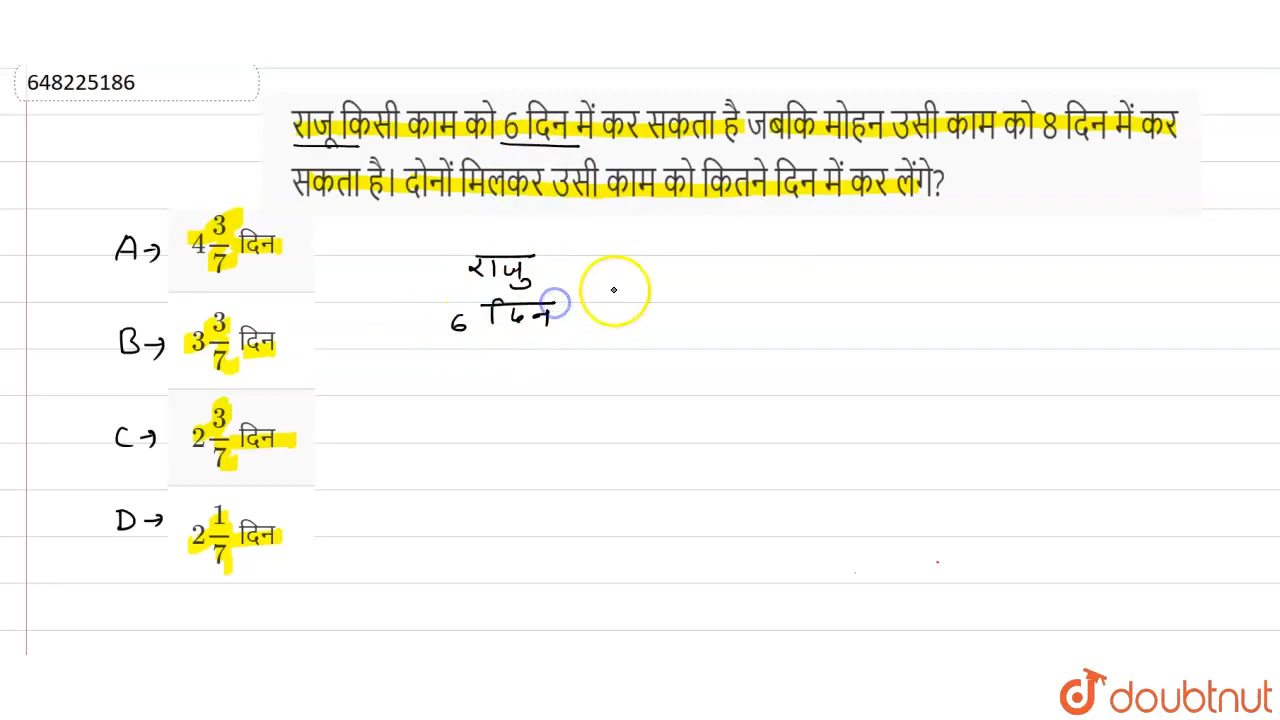 648225186
राजू किसी काम को 6 दिन में कर सकता है जबकि मोहन उसी काम को 8 दिन में कर
सकता है। दोनों मिलकर उसी काम को कितने दिन में कर लेंगे?
A→ 4 3/7 दिन
B→ 3 3/7 दिन
C→ 2 3/7 दिन
D→ 2 1/7 दिन
राजु
6 दिन
doubtnut